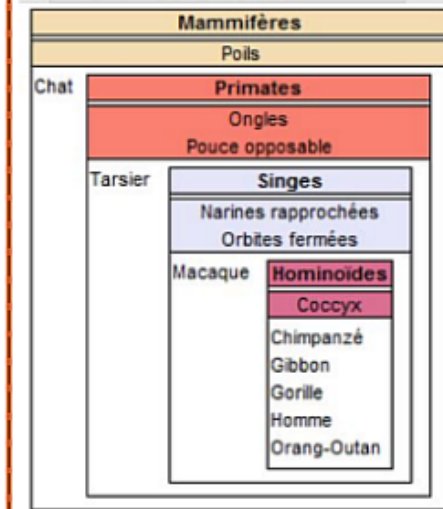 Mammifères
Poils
Chat
Primates
Ongles
Pouce opposable
Tarsier
Singes
Narines rapprochées
Orbites fermées
Macaque
Hominoïdes
Coccyx
Chimpanzé
Gibbon
Gorille
Homme
Orang-Outan